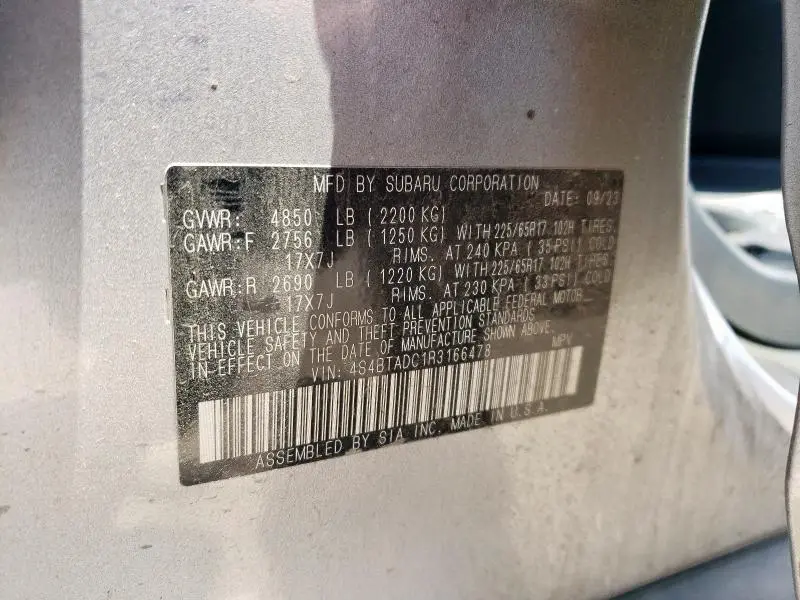 MFD BY SUBARU CORPORATION
DATE: 09/23
GVWR: 4850 LB ( 2200 KG)
GAWR:F 2756 LB ( 1250 KG) WITH 225/65R17 102H TIRES.
17X7J RIMS. AT 240 KPA ( 35 PSI) COLD
GAWR:R 2690 LB ( 1220 KG) WITH 225/65R17 102H TIRES.
17X7J RIMS. AT 230 KPA ( 33 PSI) COLD
THIS VEHICLE CONFORMS TO ALL APPLICABLE FEDERAL MOTOR
VEHICLE SAFETY AND THEFT PREVENTION STANDARDS
IN EFFECT ON THE DATE OF MANUFACTURE SHOWN ABOVE.
VIN: 4S4BTADC1R3166478 MPV
ASSEMBLED BY SIA INC. MADE IN U.S.A.